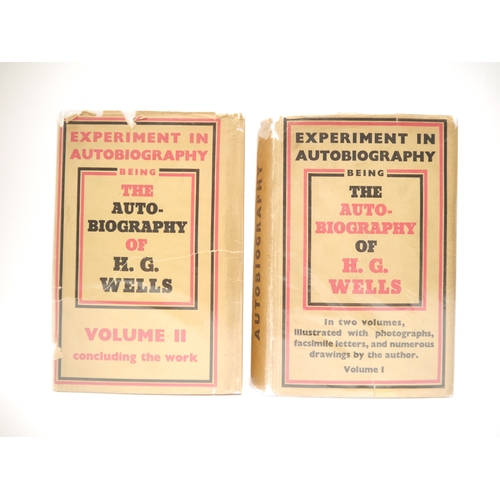 EXPERIMENT IN
AUTOBIOGRAPHY
BEING
THE
AUTO-
BIOGRAPHY
OF
H. G.
WELLS
VOLUME II
concluding the work
AUTOBIOGRAPHY
EXPERIMENT IN
AUTOBIOGRAPHY
BEING
THE
AUTO-
BIOGRAPHY
OF
H. G.
WELLS
In two volumes,
illustrated with photographs,
facsimile letters, and numerous
drawings by the author.
Volume I